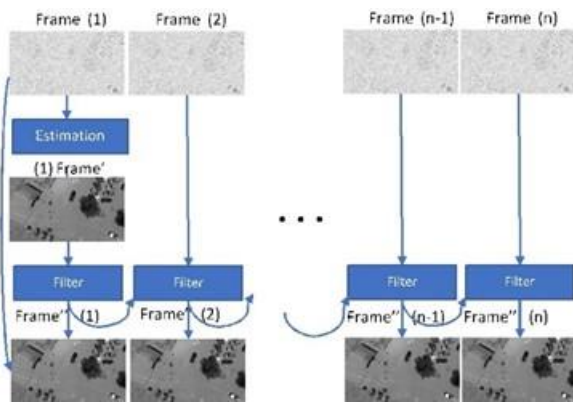 Frame (1) Frame (2) Frame (n-1) Frame (n)
Estimation
(1) Frame'
...
Filter Filter Filter Filter
Frame'' (1) Frame'' (2) Frame'' (n-1) Frame'' (n)